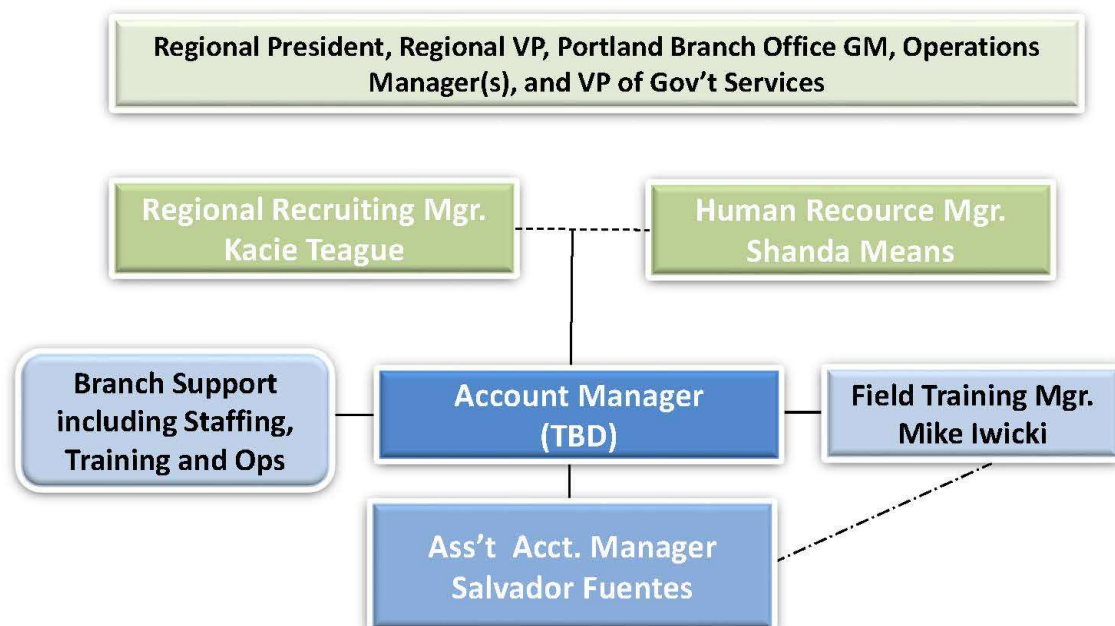 Regional President, Regional VP, Portland Branch Office GM, Operations
Manager(s), and VP of Gov't Services
Regional Recruiting Mgr.
Kacie Teague
Human Recource Mgr.
Shanda Means
Branch Support
including Staffing,
Training and Ops
Account Manager
(TBD)
Field Training Mgr.
Mike Iwicki
Ass't Acct. Manager
Salvador Fuentes